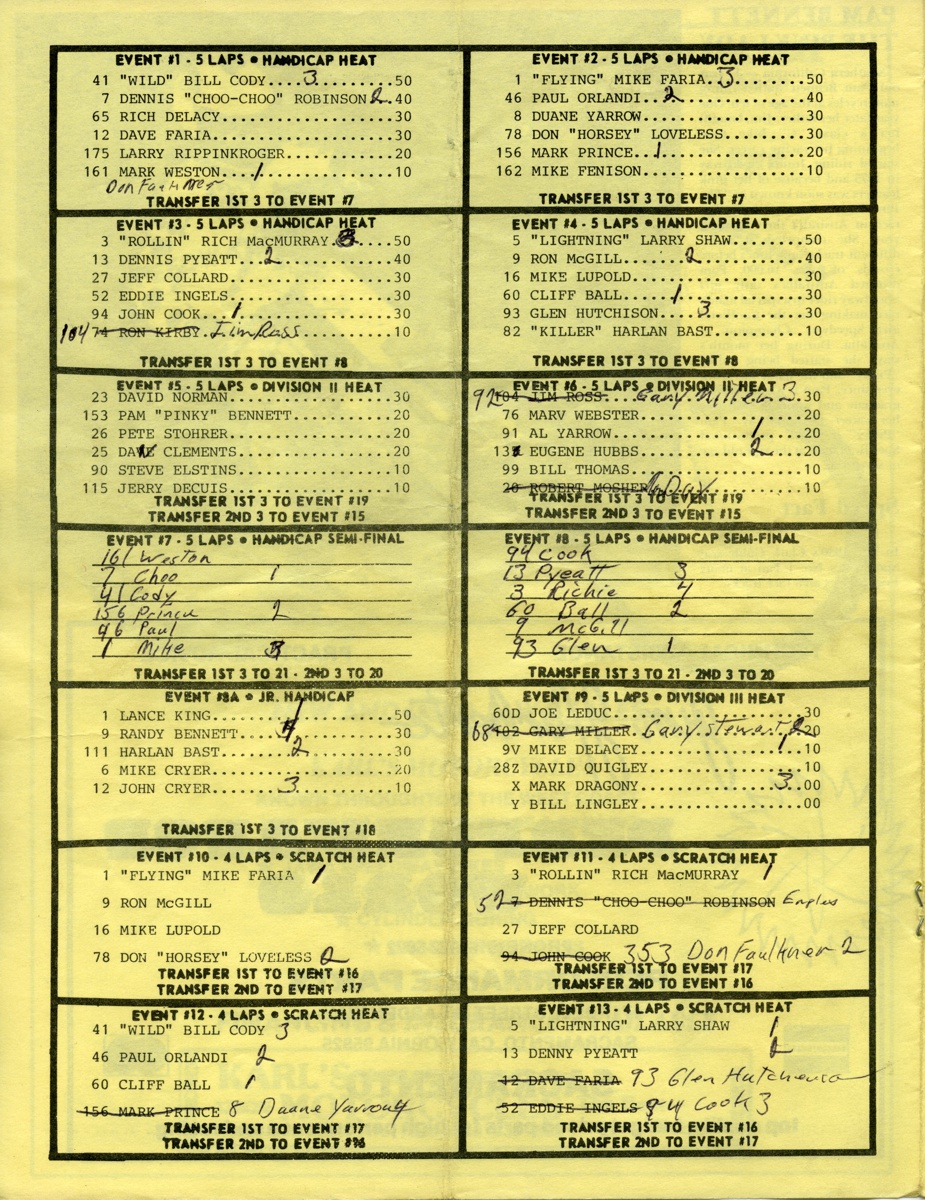 EVENT #1 - 5 LAPS • HANDICAP HEAT
41 "WILD" BILL CODY....3.........50
7 DENNIS "CHOO-CHOO" ROBINSON 2.40
65 RICH DELACY....................30
12 DAVE FARIA.....................30
175 LARRY RIPPINKROGER.............20
161 MARK WESTON....1...............10
Don Faulkner
TRANSFER 1ST 3 TO EVENT #7
EVENT #2 - 5 LAPS • HANDICAP HEAT
1 "FLYING" MIKE FARIA..3.........50
46 PAUL ORLANDI...2................40
8 DUANE YARROW....................30
78 DON "HORSEY" LOVELESS...........30
156 MARK PRINCE...1.................20
162 MIKE FENISON....................10
TRANSFER 1ST 3 TO EVENT #7
EVENT #3 - 5 LAPS • HANDICAP HEAT
3 "ROLLIN" RICH MacMURRAY.3.....50
13 DENNIS PYEATT...2..............40
27 JEFF COLLARD...................30
52 EDDIE INGELS...................30
94 JOHN COOK...1..................30
104 74 RON KIRBY. Jim Ross..........10
TRANSFER 1ST 3 TO EVENT #8
EVENT #4 - 5 LAPS • HANDICAP HEAT
5 "LIGHTNING" LARRY SHAW........50
9 RON McGILL......2..............40
16 MIKE LUPOLD....................30
60 CLIFF BALL......1..............30
93 GLEN HUTCHISON....3............30
82 "KILLER" HARLAN BAST..........10
TRANSFER 1ST 3 TO EVENT #8
EVENT #5 - 5 LAPS • DIVISION II HEAT
23 DAVID NORMAN...................30
153 PAM "PINKY" BENNETT............20
26 PETE STOHRER...................20
25 DAVE CLEMENTS..................20
90 STEVE ELSTINS..................10
115 JERRY DECUIS...................10
TRANSFER 1ST 3 TO EVENT #19
TRANSFER 2ND 3 TO EVENT #15
EVENT #6 - 5 LAPS • DIVISION II HEAT
92 104 JIM ROSS... Gary Miller 3.30
76 MARV WEBSTER...................20
91 AL YARROW..............1......20
13 EUGENE HUBBS............2......20
99 BILL THOMAS....................10
20 ROBERT MOSHER..........10
TRANSFER 1ST 3 TO EVENT #19
TRANSFER 2ND 3 TO EVENT #15
EVENT #7 - 5 LAPS • HANDICAP SEMI-FINAL
161 Weston
7 Choo 1
41 Cody
156 Prince 2
46 Paul
1 Mike 3
TRANSFER 1ST 3 TO 21 - 2ND 3 TO 20
EVENT #8 - 5 LAPS • HANDICAP SEMI-FINAL
94 Cook
13 Pyeatt 3
3 Richie 4
60 Ball 2
9 McGill
93 Glen 1
TRANSFER 1ST 3 TO 21 - 2ND 3 TO 20
EVENT #8A • JR. HANDICAP
1 LANCE KING........1............50
9 RANDY BENNETT.....4............30
111 HARLAN BAST........2...........30
6 MIKE CRYER.....................20
12 JOHN CRYER........3............10
TRANSFER 1ST 3 TO EVENT #18
EVENT #9 - 5 LAPS • DIVISION III HEAT
60D JOE LEDUC......................30
68 102 GARY MILLER. Gary Stewart 2 20
9V MIKE DELACEY..............1...10
28Z DAVID QUIGLEY..................10
X MARK DRAGONY..............3..00
Y BILL LINGLEY...................00
EVENT #10 - 4 LAPS • SCRATCH HEAT
1 "FLYING" MIKE FARIA 1
9 RON McGILL
16 MIKE LUPOLD
78 DON "HORSEY" LOVELESS 2
TRANSFER 1ST TO EVENT #16
TRANSFER 2ND TO EVENT #17
EVENT #11 - 4 LAPS • SCRATCH HEAT
3 "ROLLIN" RICH MacMURRAY 1
52 7 DENNIS "CHOO-CHOO" ROBINSON Engles
27 JEFF COLLARD
94 JOHN COOK 353 Don Faulkner 2
TRANSFER 1ST TO EVENT #17
TRANSFER 2ND TO EVENT #16
EVENT #12 - 4 LAPS • SCRATCH HEAT
41 "WILD" BILL CODY 3
46 PAUL ORLANDI 2
60 CLIFF BALL 1
156 MARK PRINCE 8 Duane Yarrow 4
TRANSFER 1ST TO EVENT #17
TRANSFER 2ND TO EVENT #16
EVENT #13 - 4 LAPS • SCRATCH HEAT
5 "LIGHTNING" LARRY SHAW 1
13 DENNY PYEATT 2
12 DAVE FARIA 93 Glen Hutcheson
52 EDDIE INGELS 94 Cook 3
TRANSFER 1ST TO EVENT #16
TRANSFER 2ND TO EVENT #17